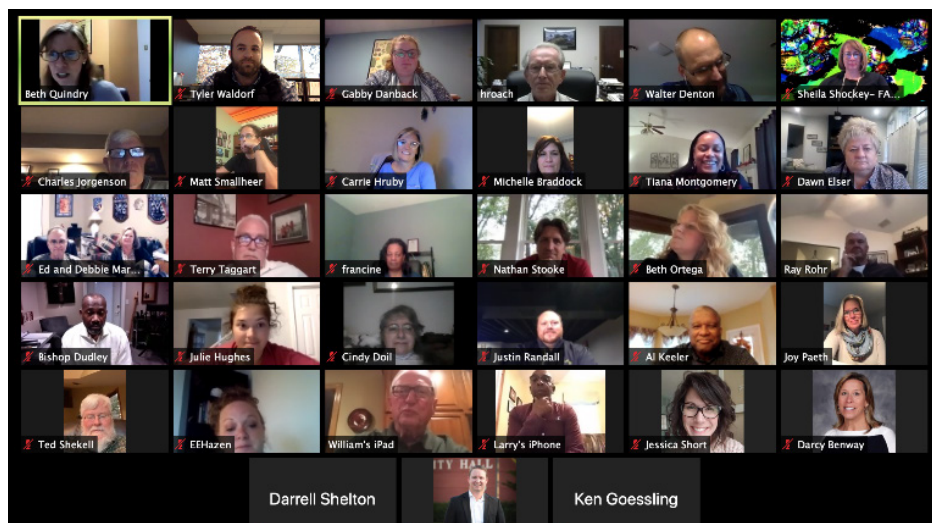 Beth Quindry
Tyler Waldorf
Gabby Danback
hroach
Walter Denton
Sheila Shockey- FA...
Charles Jorgenson
Matt Smallheer
Carrie Hruby
Michelle Braddock
Tiana Montgomery
Dawn Elser
Ed and Debbie Mar...
Terry Taggart
francine
Nathan Stooke
Beth Ortega
Ray Rohr
Bishop Dudley
Julie Hughes
Cindy Doil
Justin Randall
Al Keeler
Joy Paeth
Ted Shekell
EEHazen
William's iPad
Larry's iPhone
Jessica Short
Darcy Benway
Darrell Shelton
ITY HALL
Ken Goessling